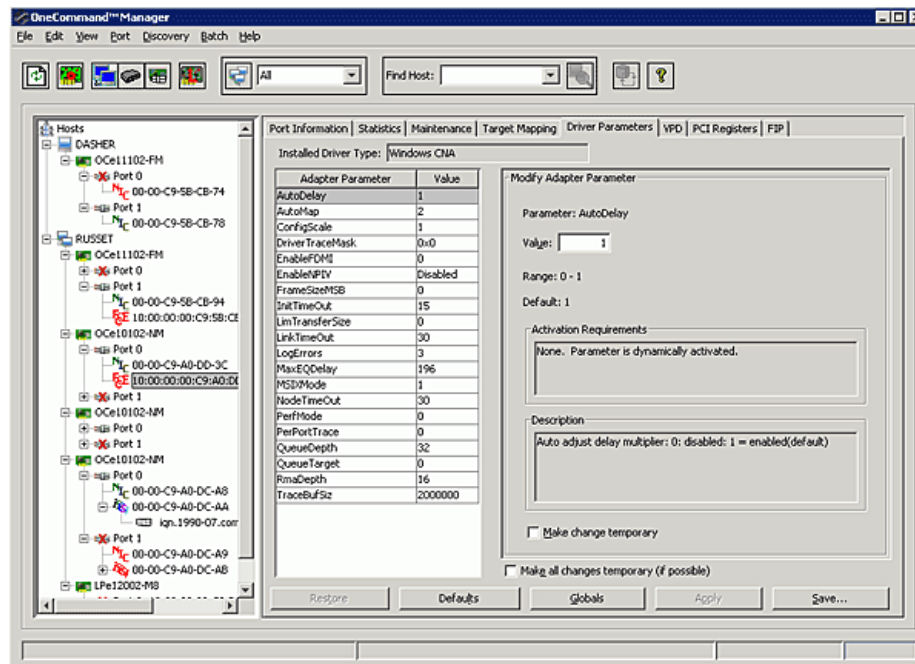 OneCommand™Manager
File Edit View Port Discovery Batch Help
All
Find Host:
Hosts
DASHER
OCe11102-FM
Port 0
00-00-C9-5B-CB-74
Port 1
00-00-C9-5B-CB-78
RUSSET
OCe11102-FM
Port 0
Port 1
00-00-C9-5B-CB-94
10:00:00:00:C9:5B:CE
OCe10102-NM
Port 0
00-00-C9-A0-DD-3C
10:00:00:00:C9:A0:DD
Port 1
OCe10102-NM
Port 0
Port 1
OCe10102-NM
Port 0
00-00-C9-A0-DC-A8
00-00-C9-A0-DC-AA
iqn.1990-07.com
Port 1
00-00-C9-A0-DC-A9
00-00-C9-A0-DC-AB
LPe12002-M8
Port Information Statistics Maintenance Target Mapping Driver Parameters VPD PCI Registers FIP
Installed Driver Type: Windows CNA
Adapter Parameter Value
AutoDelay 1
AutoMap 2
ConfigScale 1
DriverTraceMask 0x0
EnableFDMI 0
EnableNPIV Disabled
FrameSizeMSB 0
InitTimeOut 15
LimTransferSize 0
LinkTimeOut 30
LogErrors 3
MaxEQDelay 196
MSIXMode 1
NodeTimeOut 30
PerfMode 0
PerPortTrace 0
QueueDepth 32
QueueTarget 0
RmaDepth 16
TraceBufSiz 2000000
Modify Adapter Parameter
Parameter: AutoDelay
Value: 1
Range: 0 - 1
Default: 1
Activation Requirements
None. Parameter is dynamically activated.
Description
Auto adjust delay multiplier: 0: disabled: 1 = enabled(default)
Make change temporary
Make all changes temporary (if possible)
Restore Defaults Globals Apply Save...